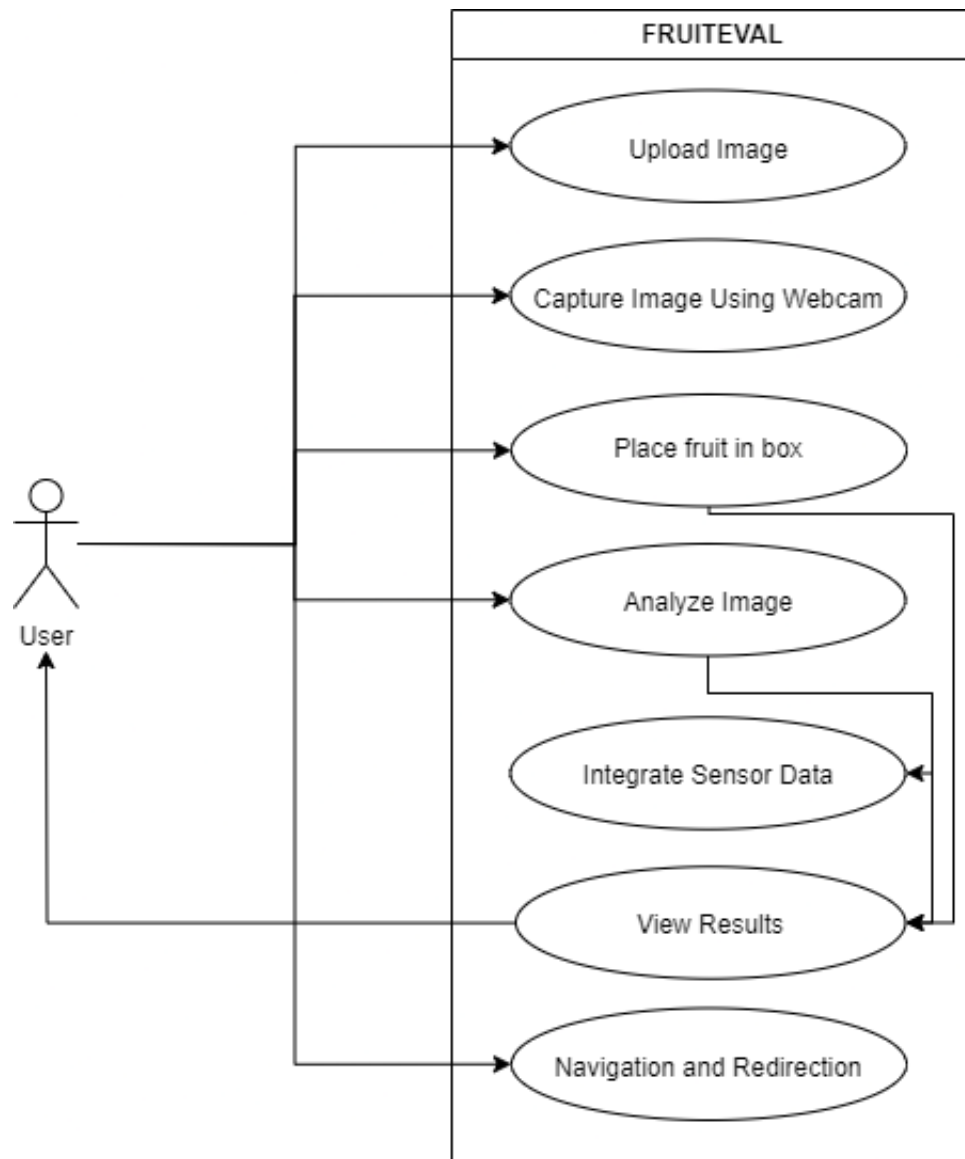 FRUITEVAL
Upload Image
Capture Image Using Webcam
Place fruit in box
Analyze Image
User
Integrate Sensor Data
View Results
Navigation and Redirection